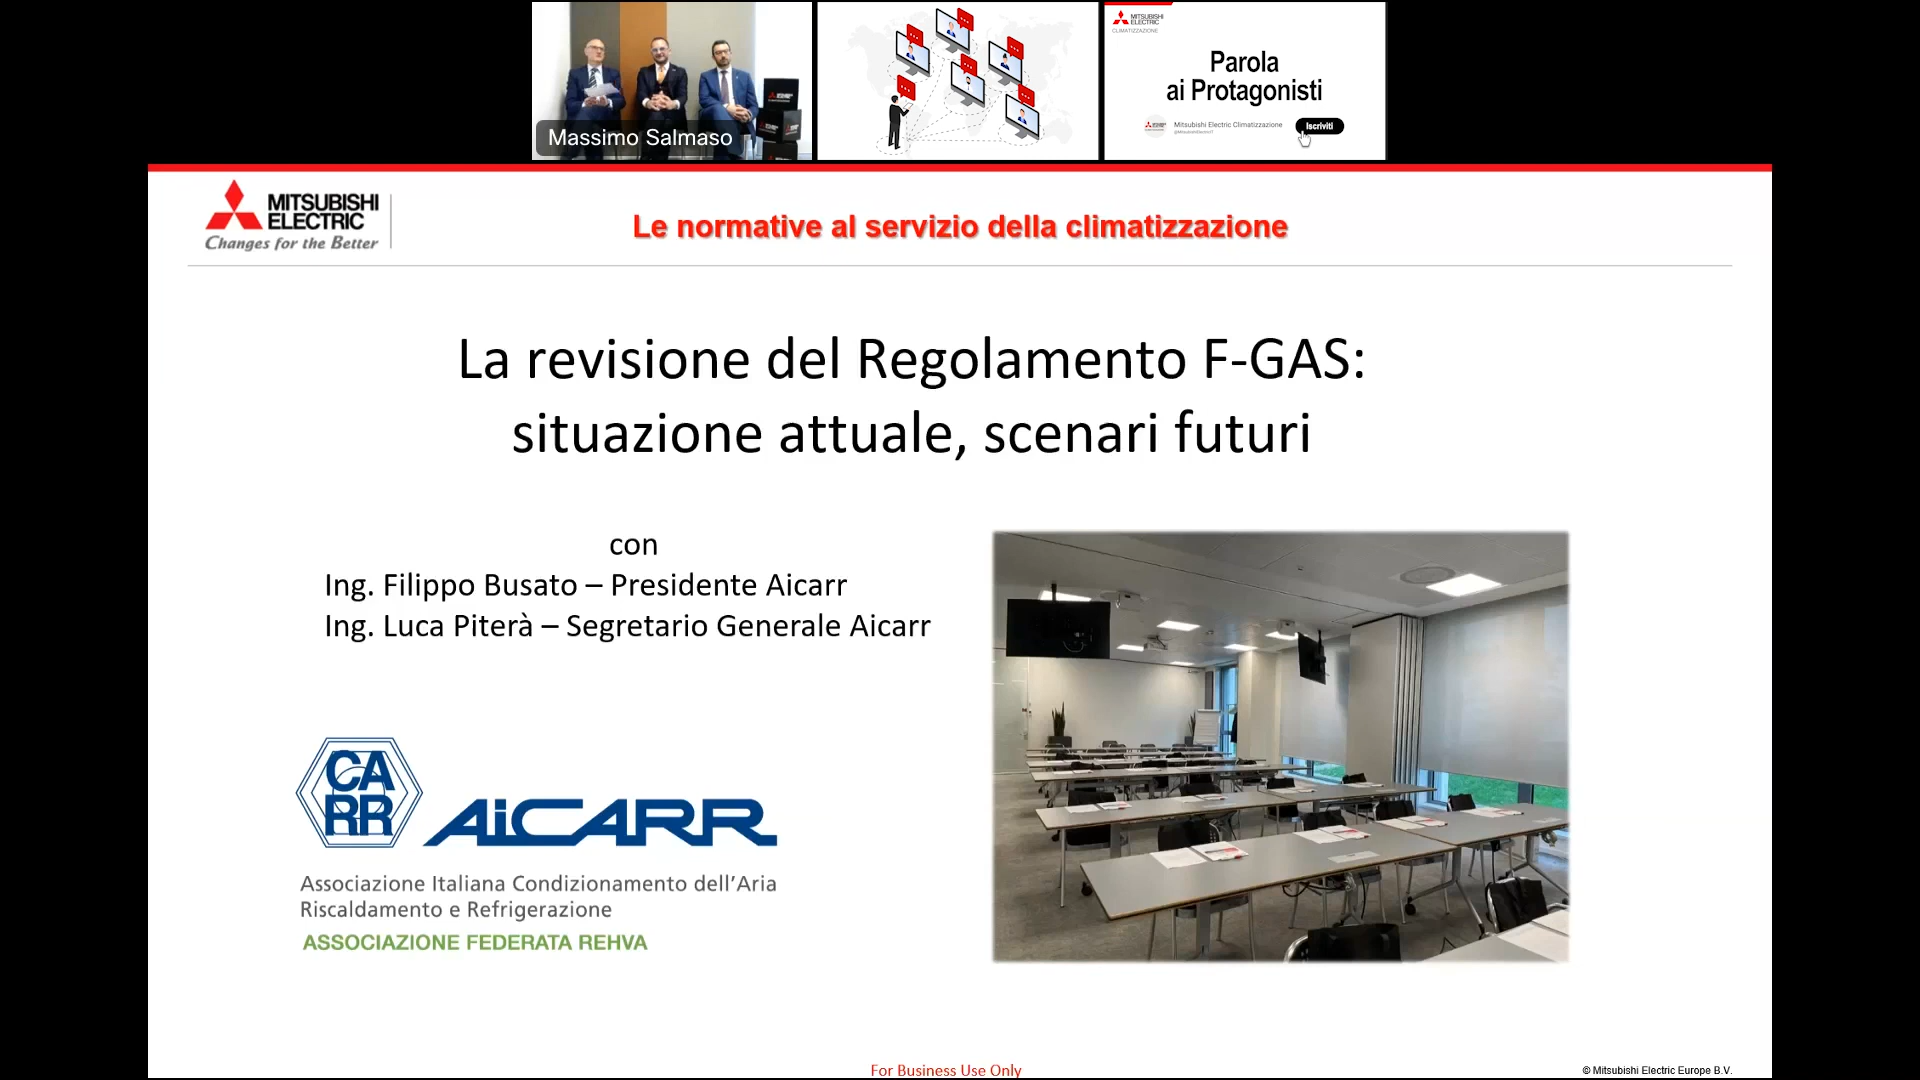 Massimo Salmaso
MITSUBISHI
ELECTRIC
CLIMATIZZAZIONE
Parola
ai Protagonisti
Mitsubishi Electric Climatizzazione
Iscriviti
MITSUBISHI
ELECTRIC
Changes for the Better
Le normative al servizio della climatizzazione
La revisione del Regolamento F-GAS:
situazione attuale, scenari futuri
con
Ing. Filippo Busato – Presidente Aicarr
Ing. Luca Piterà – Segretario Generale Aicarr
CA
RR
AiCARR
Associazione Italiana Condizionamento dell'Aria
Riscaldamento e Refrigerazione
ASSOCIAZIONE FEDERATA REHVA
For Business Use Only
© Mitsubishi Electric Europe B.V.